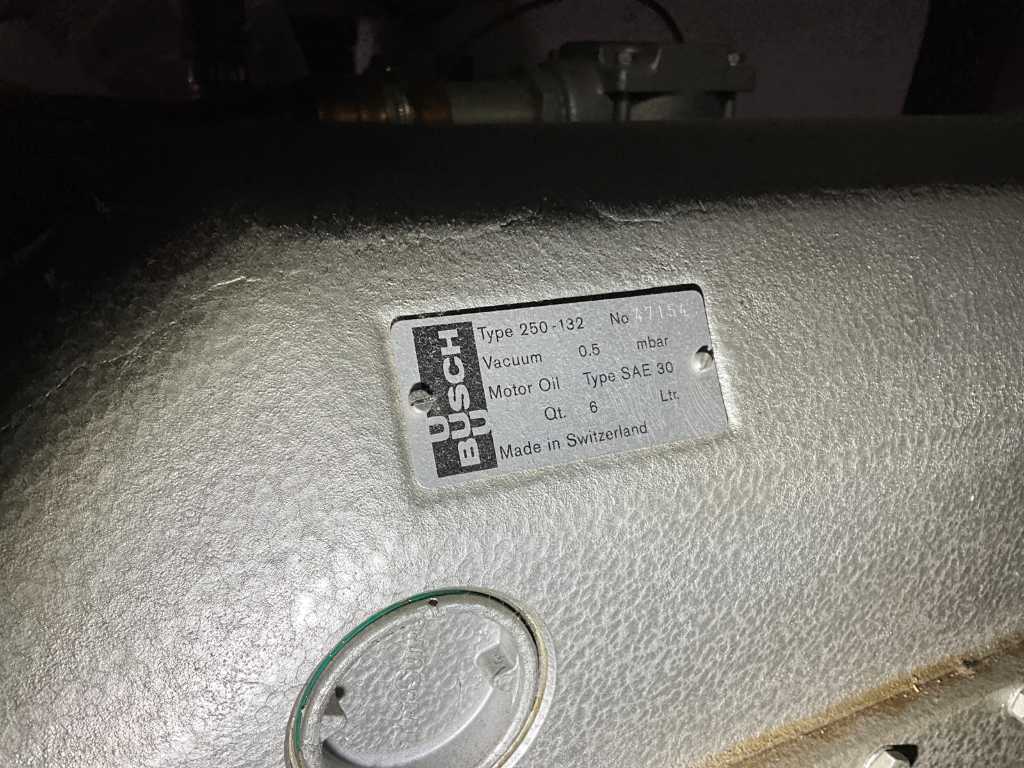 BUSCH
Type 250-132 No 47154
Vacuum 0.5 mbar
Motor Oil Type SAE 30
Qt. 6 Ltr.
Made in Switzerland